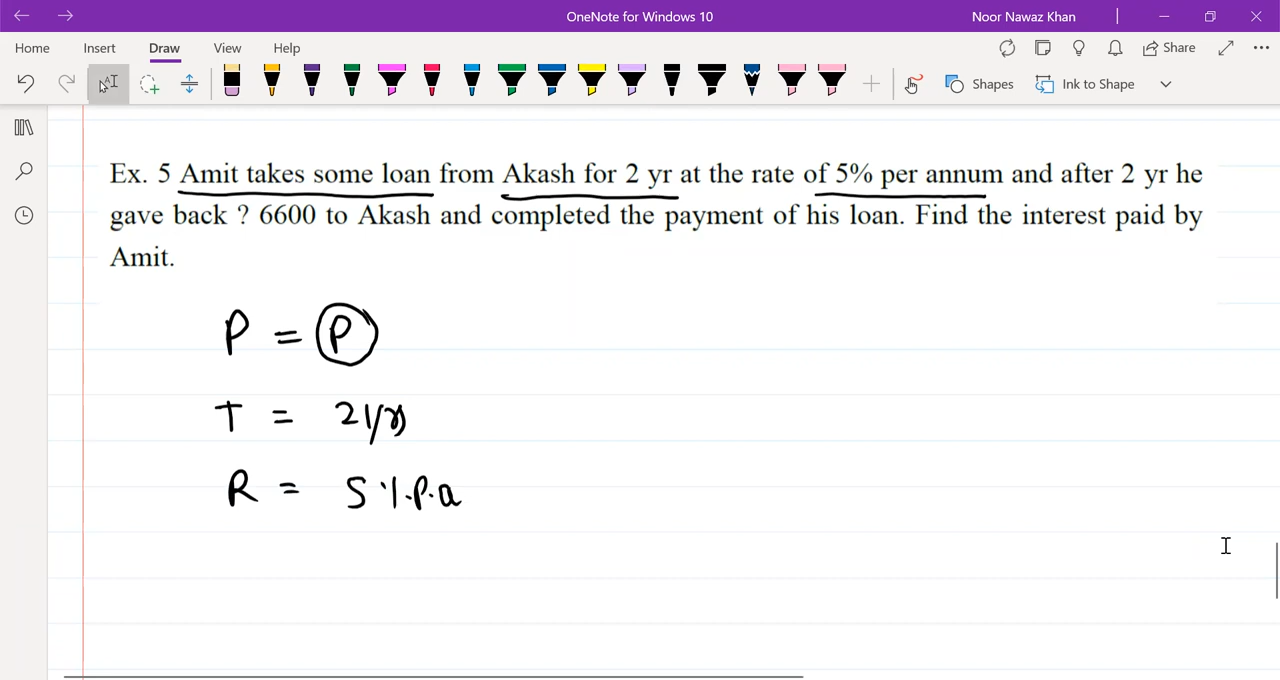 OneNote for Windows 10
Noor Nawaz Khan
Home Insert Draw View Help
Share
Shapes
Ink to Shape
Ex. 5 Amit takes some loan from Akash for 2 yr at the rate of 5% per annum and after 2 yr he
gave back ? 6600 to Akash and completed the payment of his loan. Find the interest paid by
Amit.
P = P
T = 2 yr
R = 5 %.p.a